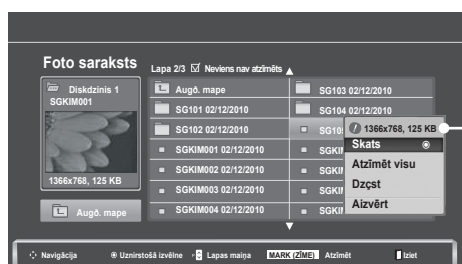 Foto saraksts
Lapa 2/3 ☑ Neviens nav atzīmēts
Diskdzinis 1
SGKIM001
1366x768, 125 KB
Augð. mape
Augð. mape
SG101 02/12/2010
SG102 02/12/2010
SGKIM001 02/12/2010
SGKIM002 02/12/2010
SGKIM003 02/12/2010
SGKIM004 02/12/2010
SG103 02/12/2010
SG104 02/12/2010
1366x768, 125 KB
Skats
Atzīmēt visu
Dzçst
Aizvērt
Navigācija Uznirstošā izvēlne Lapas maiņa MARK (ZĪME) Atzīmēt Iziet